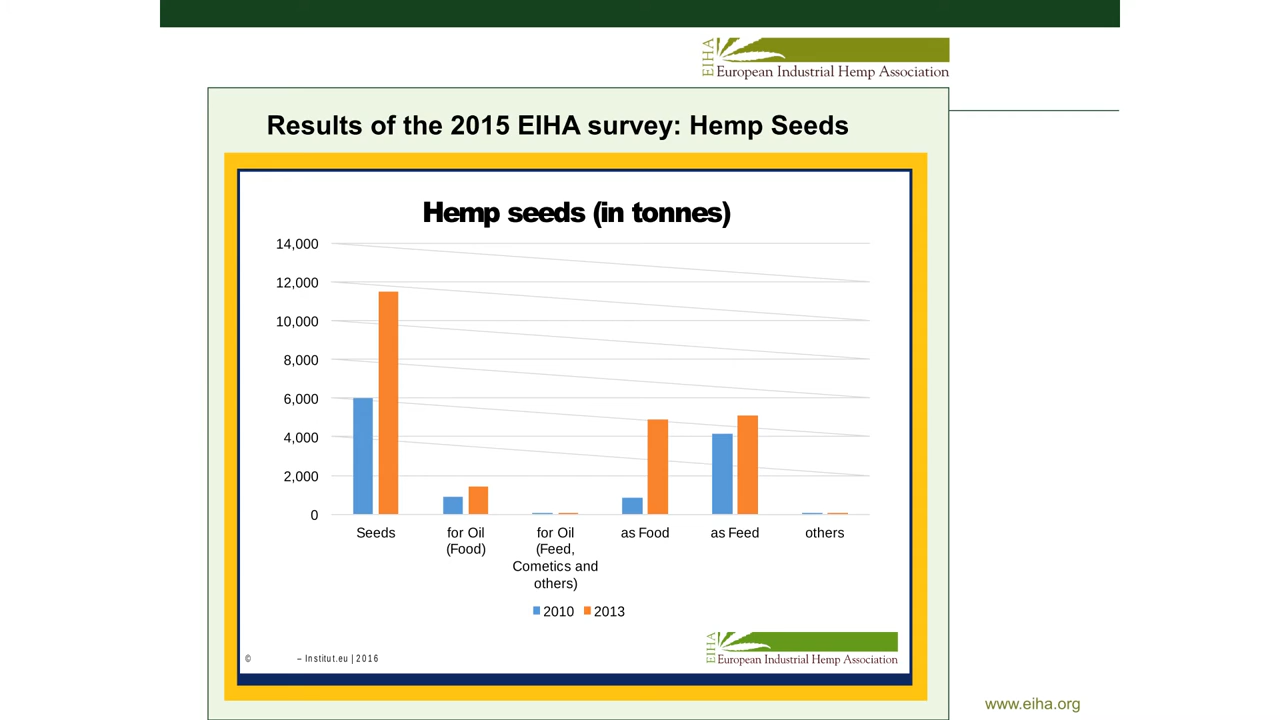 EIHA
European Industrial Hemp Association
Results of the 2015 EIHA survey: Hemp Seeds
Hemp seeds (in tonnes)
14,000
12,000
10,000
8,000
6,000
4,000
2,000
0
Seeds
for Oil
(Food)
for Oil
(Feed,
Cometics and
others)
as Food
as Feed
others
2010
2013
© – Institut.eu | 2016
EIHA
European Industrial Hemp Association
www.eiha.org